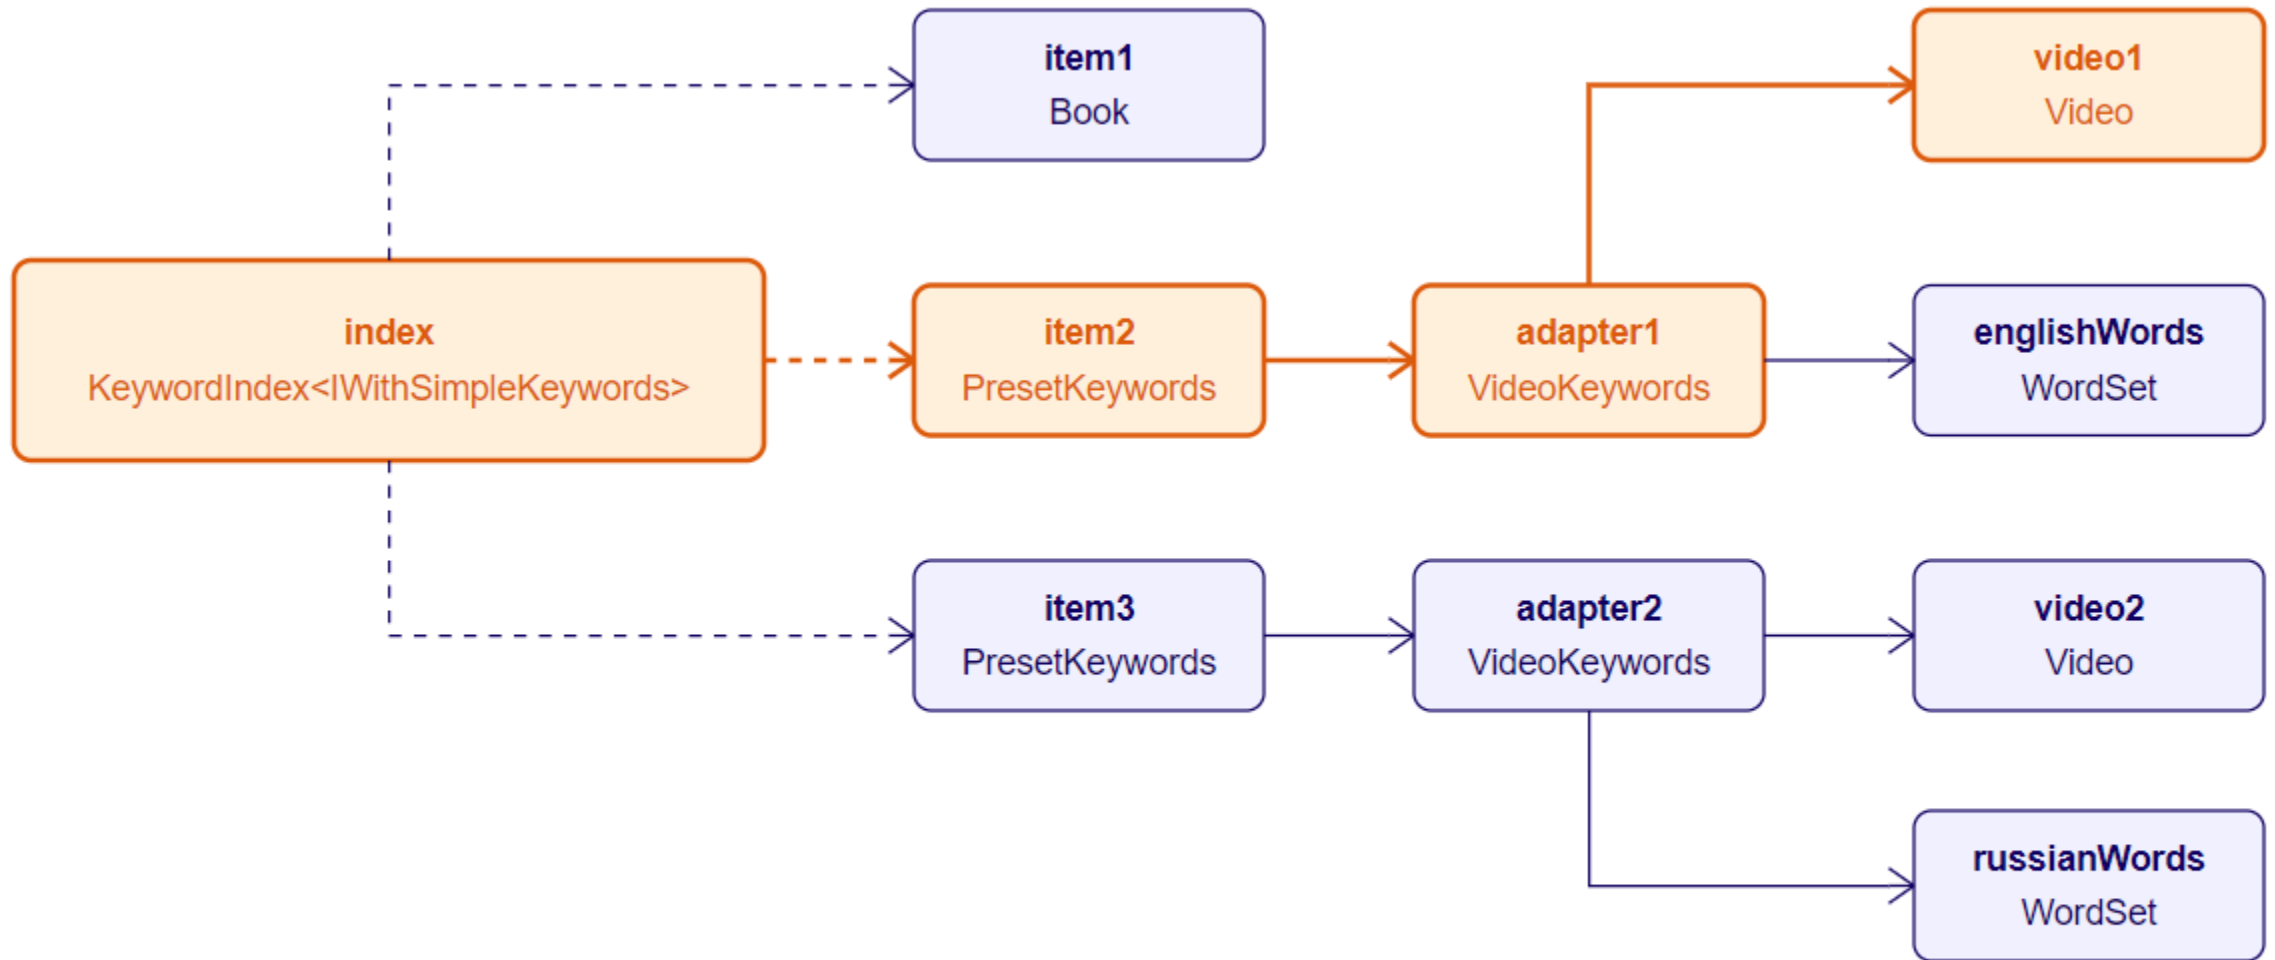 item1
Book
video1
Video
index
KeywordIndex<IWithSimpleKeywords>
item2
PresetKeywords
adapter1
VideoKeywords
englishWords
WordSet
item3
PresetKeywords
adapter2
VideoKeywords
video2
Video
russianWords
WordSet